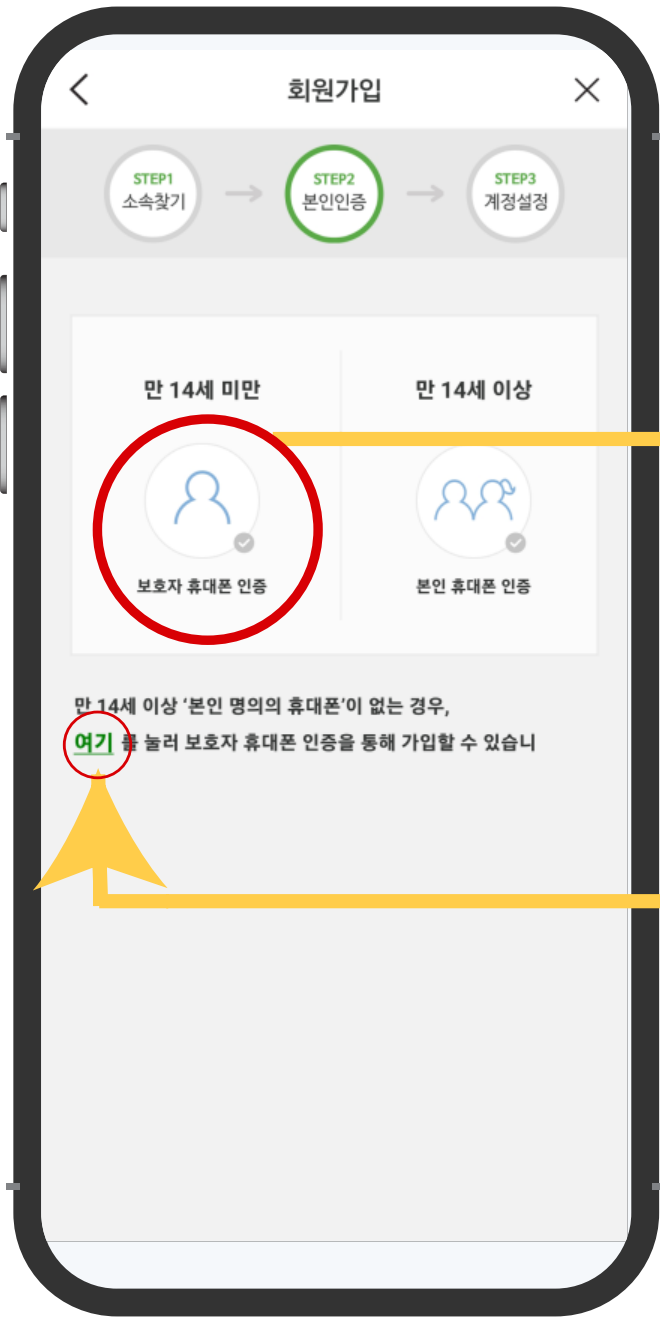 회원가입
STEP1
소속찾기
STEP2
본인인증
STEP3
계정설정
만 14세 미만
만 14세 이상
보호자 휴대폰 인증
본인 휴대폰 인증
만 14세 이상 ‘본인 명의의 휴대폰’이 없는 경우,
여기 를 눌러 보호자 휴대폰 인증을 통해 가입할 수 있습니